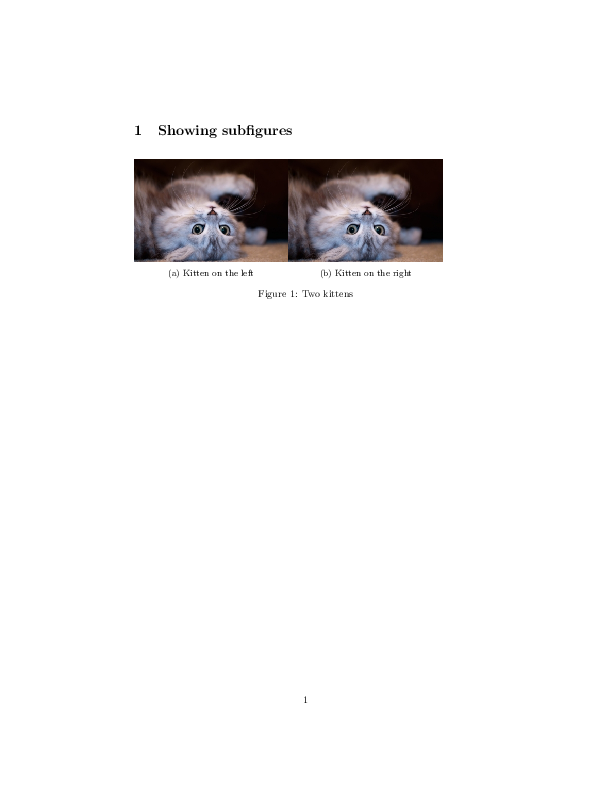 1 Showing subfigures
(a) Kitten on the left
(b) Kitten on the right
Figure 1: Two kittens
1